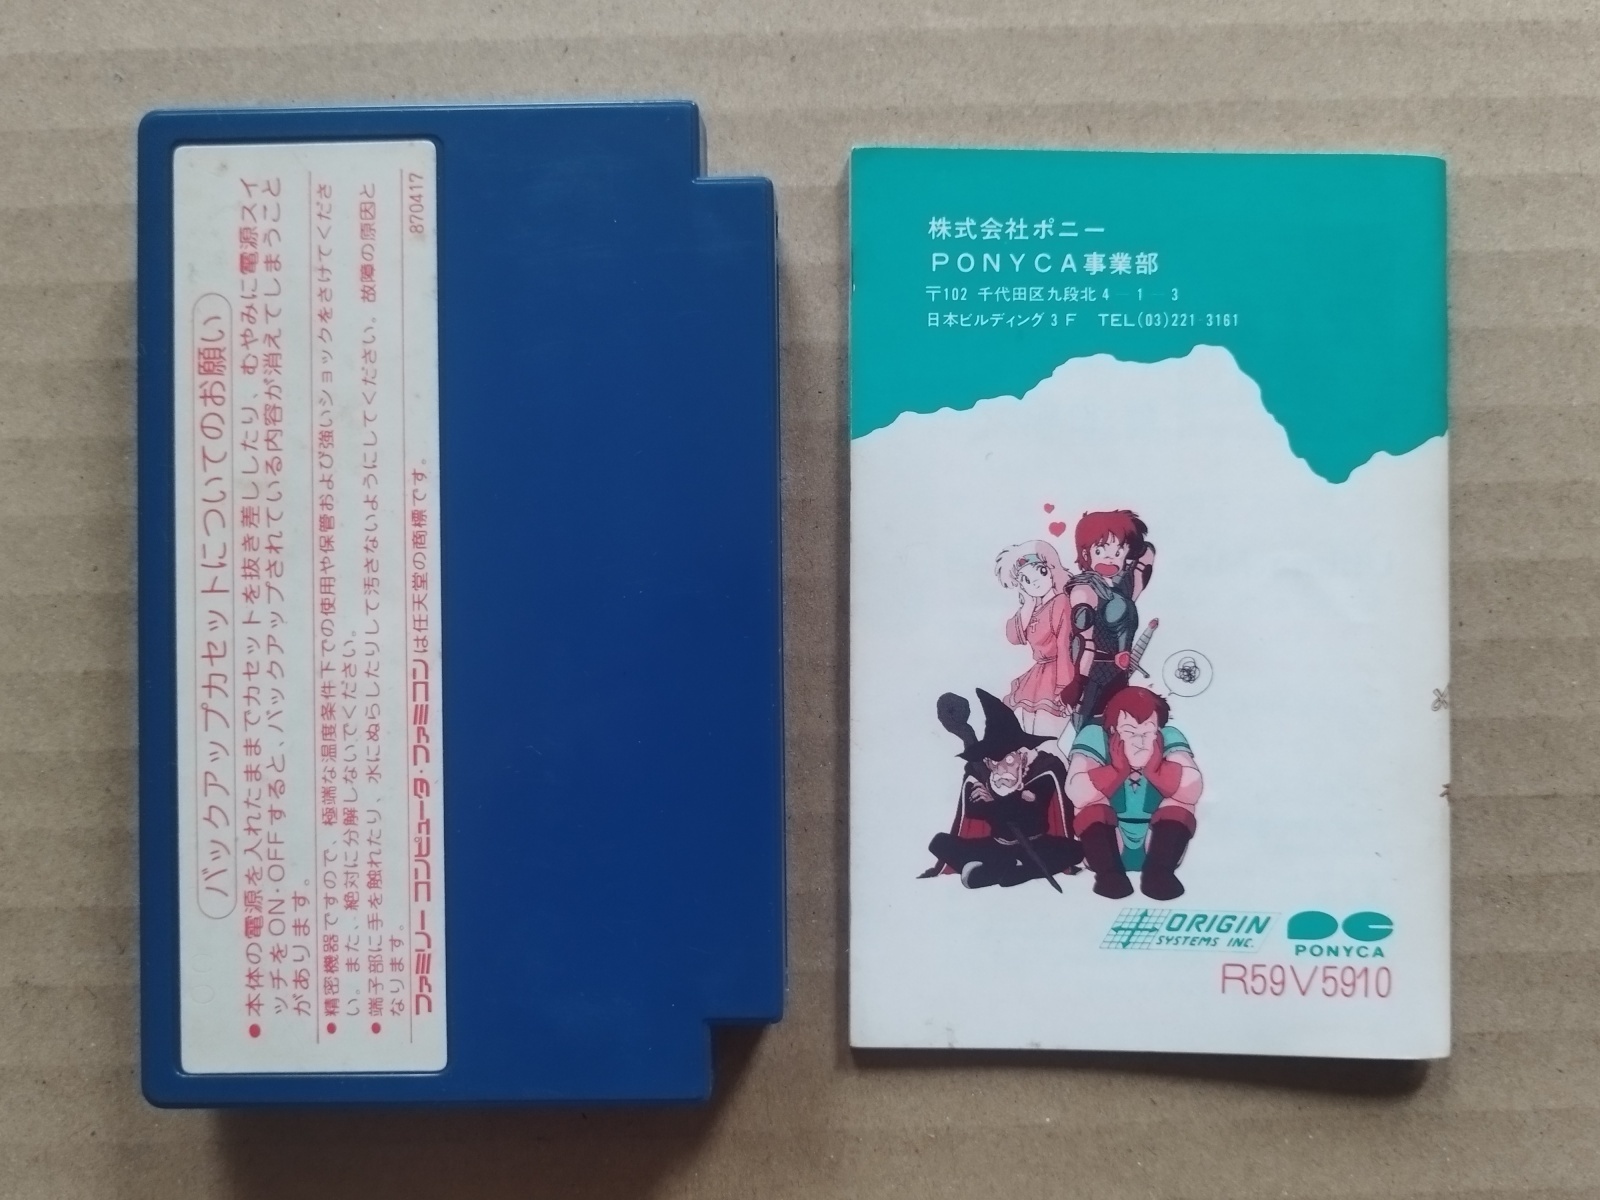 バックアップカセットについてのお願い
●本体の電源を入れたままでカセットを抜き差ししたり、むやみに電源スイ
ッチをON・OFFすると、バックアップされている内容が消えてしまうこと
があります。
●精密機器ですので、極端な温度条件下での使用や保管および強いショックをさけてくださ
い。また、絶対に分解しないでください。
●端子部に手を触れたり、水にぬらしたりして汚さないようにしてください。故障の原因と
なります。
ファミリーコンピュータ・ファミコンは任天堂の商標です。
870417
株式会社ポニー
PONYCA事業部
〒102 千代田区九段北4-1-3
日本ビルディング3F TEL(03)221-3161
ORIGIN
SYSTEMS INC.
PONYCA
R59V5910